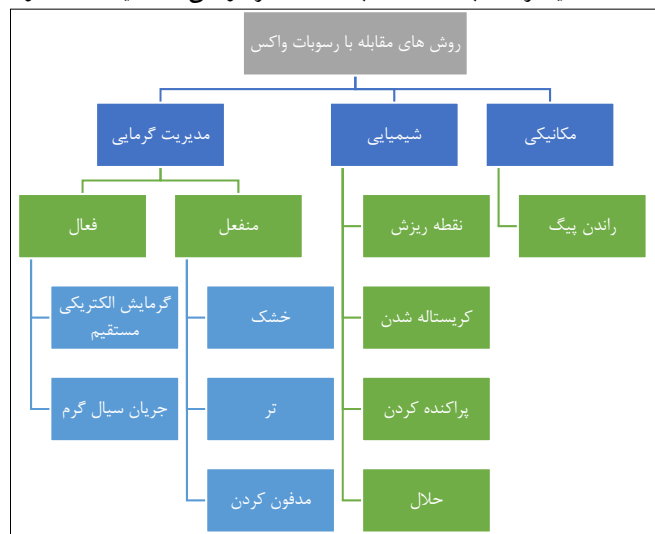 روش های مقابله با رسوبات واکس
مکانیکی
شیمیایی
مدیریت گرمایی
راندن پیگ
نقطه ریزش
منفعل
فعال
کریستاله شدن
خشک
گرمایش الکتریکی
مستقیم
پراکنده کردن
تر
جریان سیال گرم
حلال
مدفون کردن